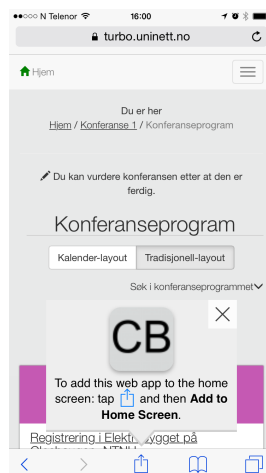 N Telenor 16:00
turbo.uninett.no
Hjem
Du er her
Hjem / Konferanse 1 / Konferanseprogram
Du kan vurdere konferansen etter at den er
ferdig.
Konferanseprogram
Kalender-layout Tradisjonell-layout
Søk i konferanseprogrammet
CB
To add this web app to the home
screen: tap and then Add to
Home Screen.
Registrering i Elektrobygget på